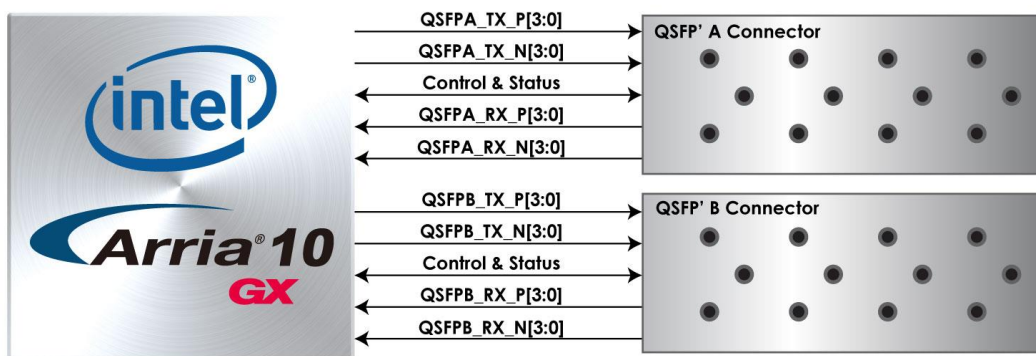 intel®
Arria® 10
GX
QSFPA_TX_P[3:0]
QSFPA_TX_N[3:0]
Control & Status
QSFPA_RX_P[3:0]
QSFPA_RX_N[3:0]
QSFP' A Connector
QSFPB_TX_P[3:0]
QSFPB_TX_N[3:0]
Control & Status
QSFPB_RX_P[3:0]
QSFPB_RX_N[3:0]
QSFP' B Connector